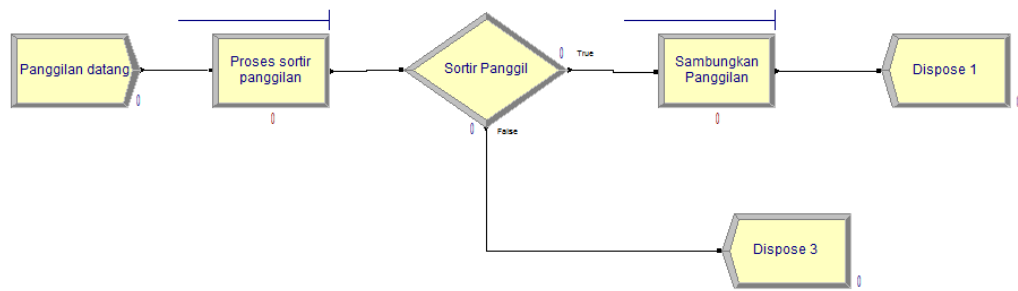 Panggilan datang
Proses sortir
panggilan
Sortir Panggil
True
Sambungkan
Panggilan
Dispose 1
False
Dispose 3
0
0
0
0
0
0